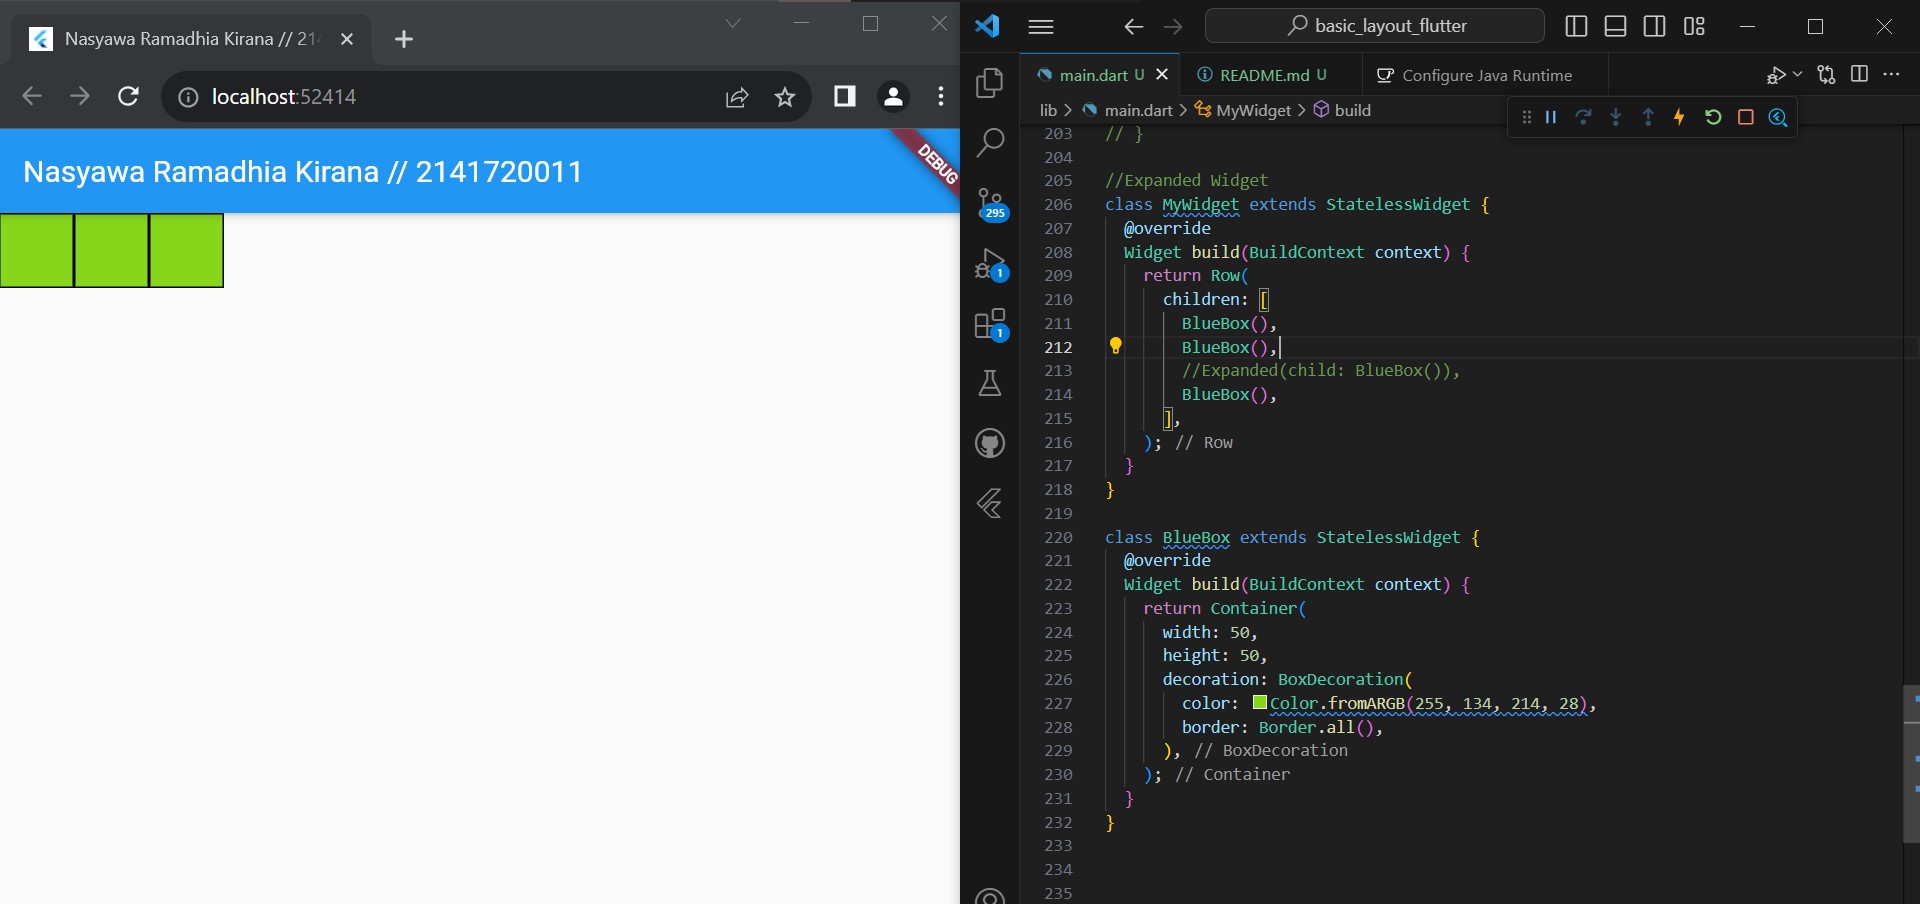 Nasyawa Ramadhia Kirana // 214
localhost:52414
Nasyawa Ramadhia Kirana // 2141720011
DEBUG
basic_layout_flutter
main.dart U
README.md U
Configure Java Runtime
lib > main.dart > MyWidget > build
295
1
1
203 // }
204
205 //Expanded Widget
206 class MyWidget extends StatelessWidget {
207 @override
208 Widget build(BuildContext context) {
209 return Row(
210 children: [
211 BlueBox(),
212 BlueBox(),
213 //Expanded(child: BlueBox()),
214 BlueBox(),
215 ],
216 ); // Row
217 }
218 }
219
220 class BlueBox extends StatelessWidget {
221 @override
222 Widget build(BuildContext context) {
223 return Container(
224 width: 50,
225 height: 50,
226 decoration: BoxDecoration(
227 color: Color.fromARGB(255, 134, 214, 28),
228 border: Border.all(),
229 ), // BoxDecoration
230 ); // Container
231 }
232 }
233
234
235